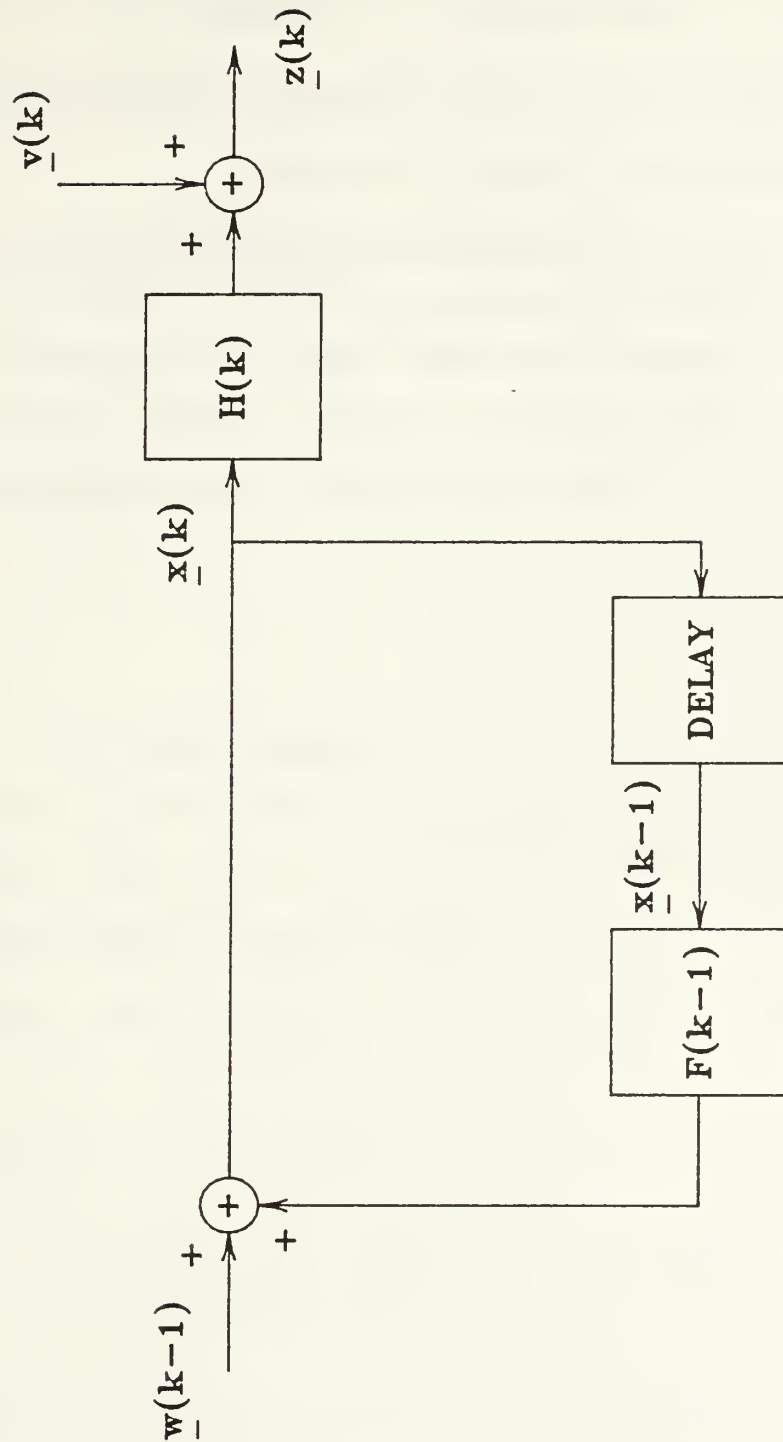 w(k−1)
+
+
+
x(k)
H(k)
+
v(k)
+
+
z(k)
F(k−1)
x(k−1)
DELAY